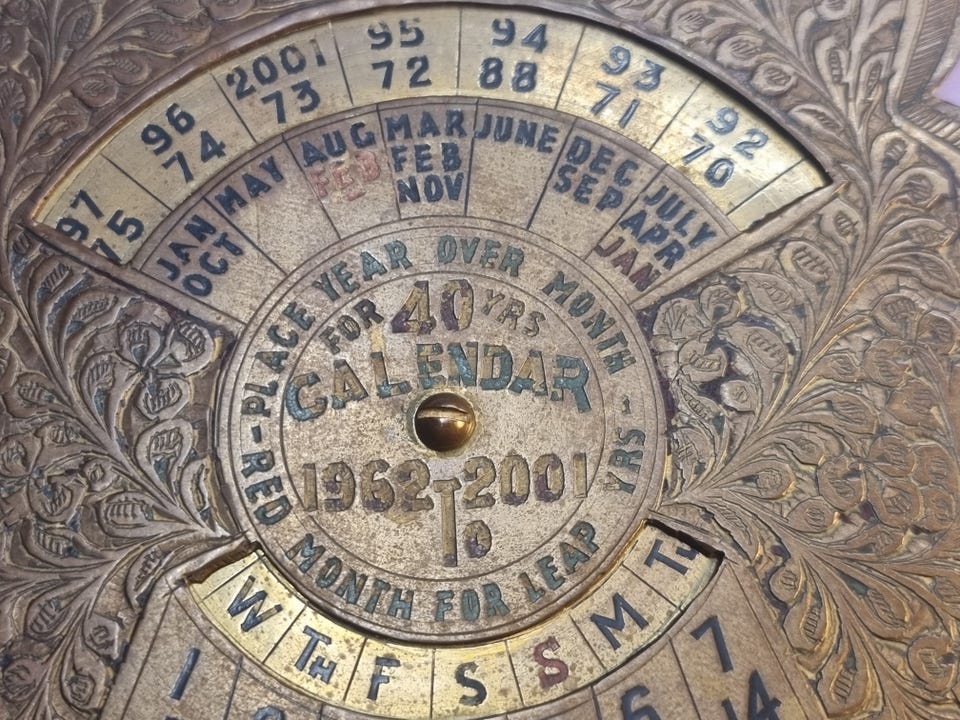 97 96 2001 95 94 93 92
75 74 73 72 88 71 70
JAN MAY AUG MAR JUNE DEC JULY
OCT FEB FEB SEP APR
NOV JAN
-PLACE YEAR OVER MONTH
FOR 40 YRS
CALENDAR
1962 To 2001
-RED MONTH FOR LEAP YRS-
W TH F S S M TU
1 6 7
14